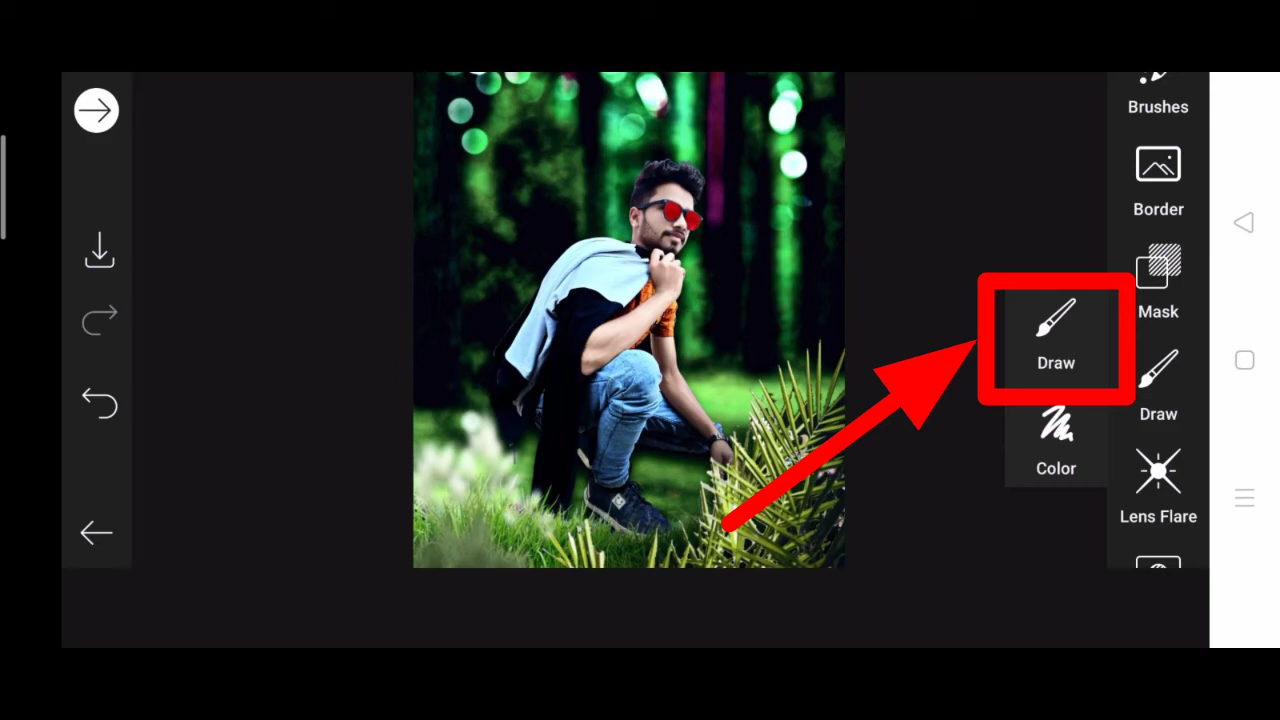 Brushes
Border
Mask
Draw
Draw
Color
Lens Flare